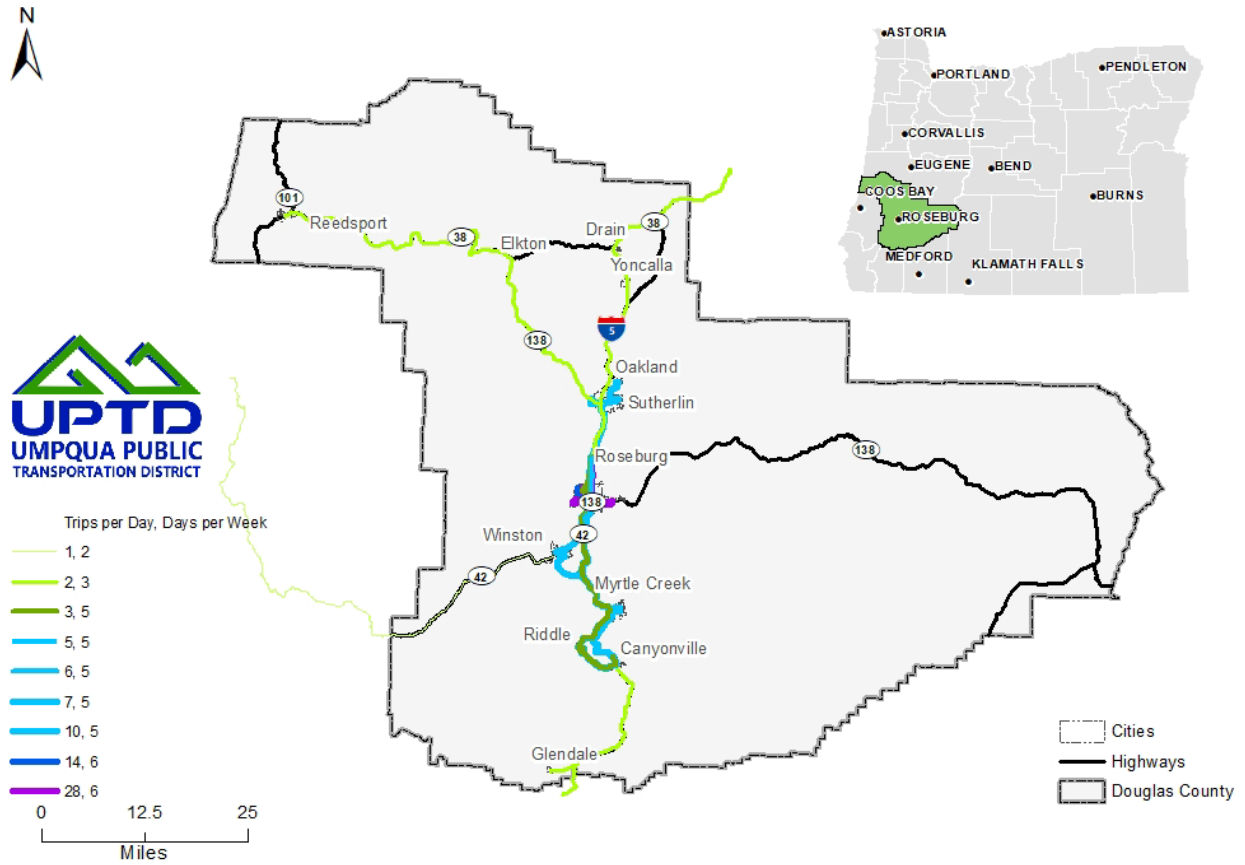 N
ASTORIA
PORTLAND
PENDLETON
CORVALLIS
EUGENE
BEND
COOS BAY
BURNS
ROSEBURG
MEDFORD
KLAMATH FALLS
101
Reedsport
38
Elkton
Drain
38
Yoncalla
5
138
Oakland
Sutherlin
Roseburg
138
138
42
Winston
42
Myrtle Creek
Riddle
Canyonville
Glendale
UPTD
UMPQUA PUBLIC
TRANSPORTATION DISTRICT
Trips per Day, Days per Week
1, 2
2, 3
3, 5
5, 5
6, 5
7, 5
10, 5
14, 6
28, 6
0 12.5 25
Miles
Cities
Highways
Douglas County